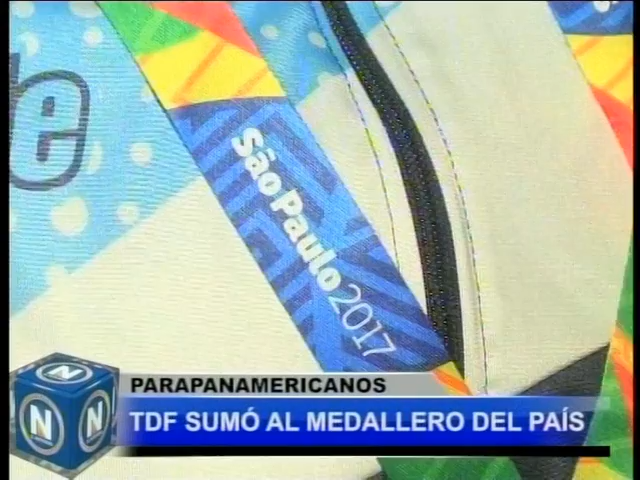 e
São Paulo 2017
PARAPANAMERICANOS
TDF SUMÓ AL MEDALLERO DEL PAÍS
N
N
N